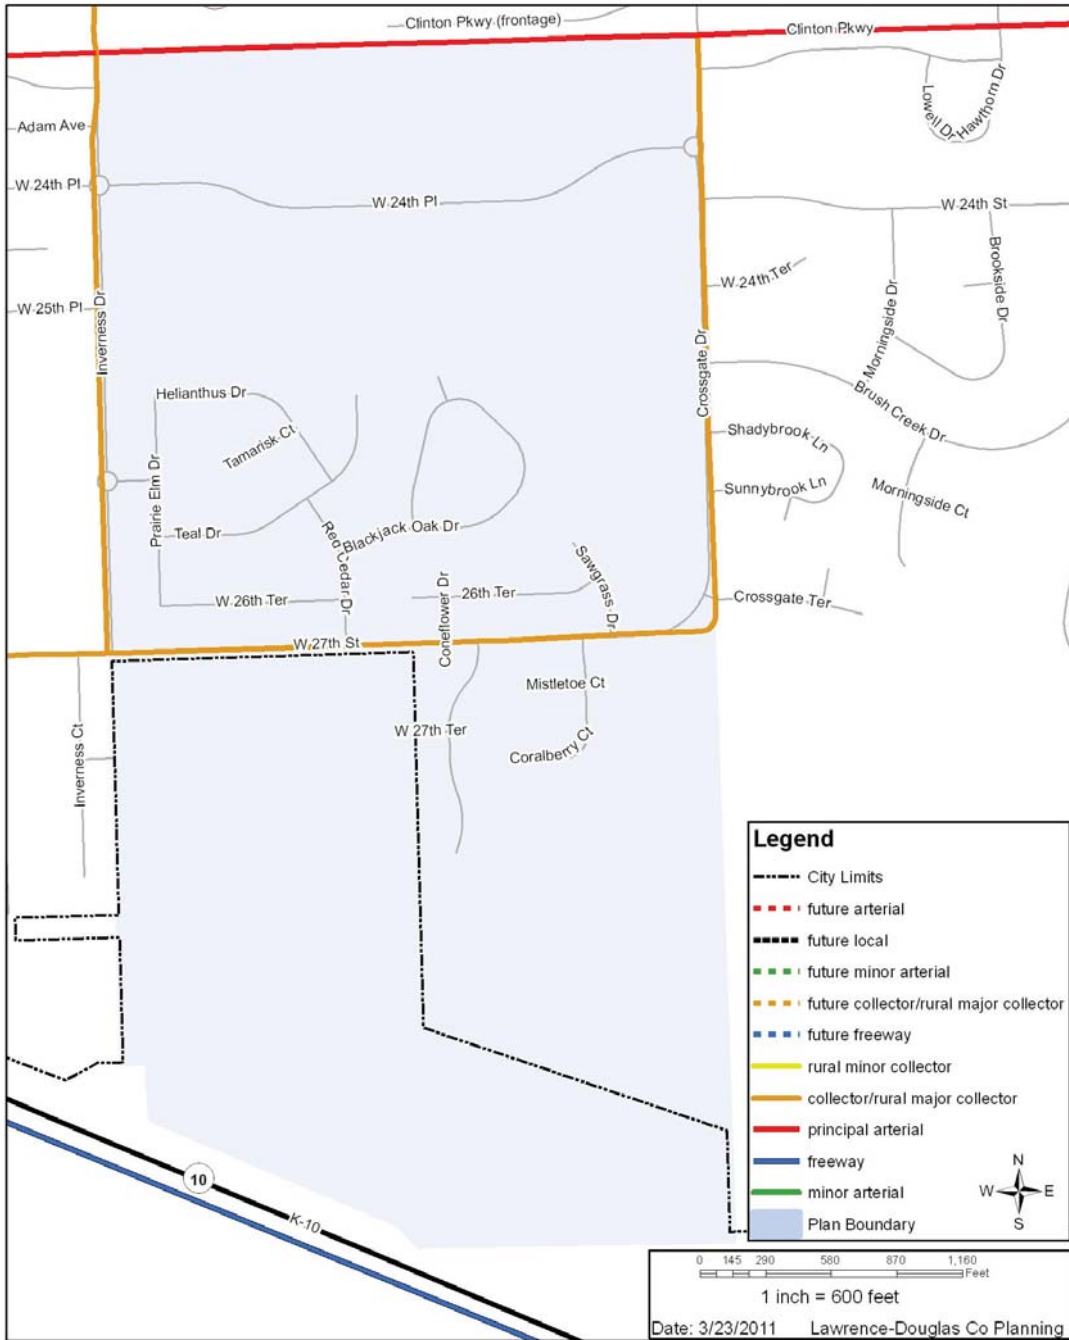 Clinton Pkwy (frontage)
Clinton Pkwy
Lowell Dr
Hawthorn Dr
Adam Ave
W 24th Pl
W 24th Pl
W 24th St
W 24th Ter
Brookside Dr
Morningside Dr
W 25th Pl
Inverness Dr
Crossgate Dr
Helianthus Dr
Tamarisk Ct
Brush Creek Dr
Shadybrook Ln
Sunnybrook Ln
Morningside Ct
Prairie Elm Dr
Teal Dr
Red Cedar Dr
Blackjack Oak Dr
Sawgrass Dr
W 26th Ter
26th Ter
Coneflower Dr
Crossgate Ter
W 27th St
Mistletoe Ct
W 27th Ter
Coralberry Ct
Inverness Ct
Legend
City Limits
future arterial
future local
future minor arterial
future collector/rural major collector
future freeway
rural minor collector
collector/rural major collector
principal arterial
freeway
minor arterial
Plan Boundary
N
W E
S
10
K-10
0 145 290 580 870 1,160
Feet
1 inch = 600 feet
Date: 3/23/2011 Lawrence-Douglas Co Planning